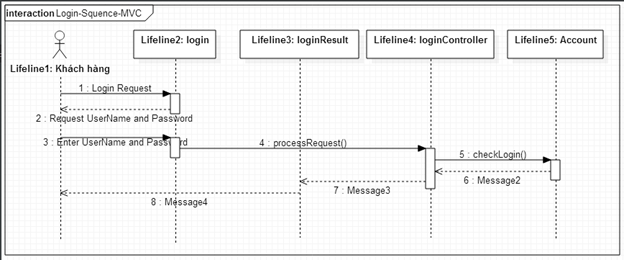 interaction Login-Squence-MVC
Lifeline1: Khách hàng
Lifeline2: login
Lifeline3: loginResult
Lifeline4: loginController
Lifeline5: Account
1 : Login Request
2 : Request UserName and Password
3 : Enter UserName and Password
4 : processRequest()
5 : checkLogin()
6 : Message2
7 : Message3
8 : Message4